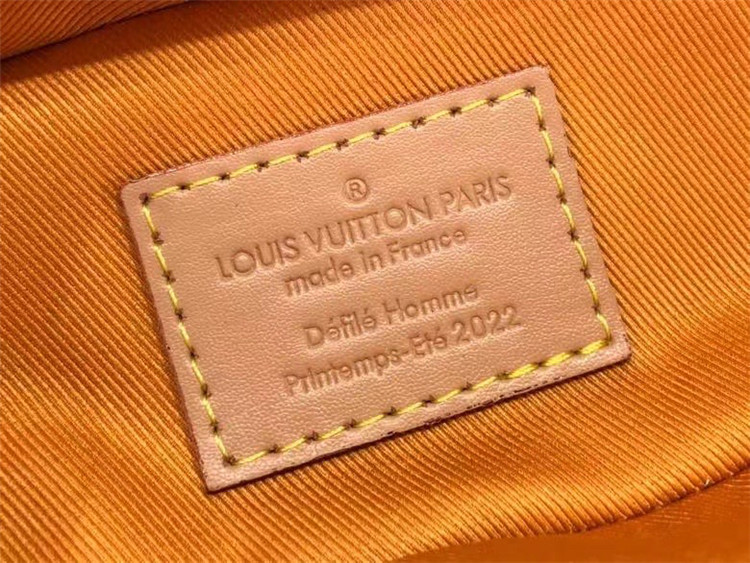 ®
LOUIS VUITTON PARIS
made in France
Défilé Homme
Printemps-Eté 2022